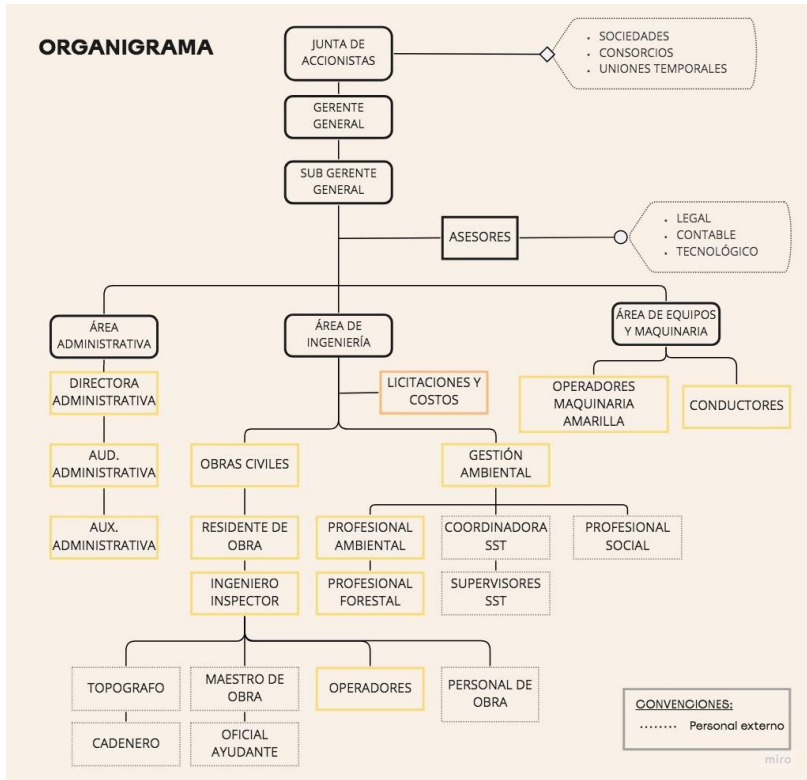 ORGANIGRAMA
JUNTA DE
ACCIONISTAS
• SOCIEDADES
• CONSORCIOS
• UNIONES TEMPORALES
GERENTE
GENERAL
SUB GERENTE
GENERAL
ASESORES
• LEGAL
• CONTABLE
• TECNOLÓGICO
ÁREA
ADMINISTRATIVA
ÁREA DE
INGENIERÍA
ÁREA DE EQUIPOS
Y MAQUINARIA
DIRECTORA
ADMINISTRATIVA
LICITACIONES Y
COSTOS
OPERADORES
MAQUINARIA
AMARILLA
CONDUCTORES
AUD.
ADMINISTRATIVA
OBRAS CIVILES
GESTIÓN
AMBIENTAL
AUX.
ADMINISTRATIVA
RESIDENTE DE
OBRA
PROFESIONAL
AMBIENTAL
COORDINADORA
SST
PROFESIONAL
SOCIAL
INGENIERO
INSPECTOR
PROFESIONAL
FORESTAL
SUPERVISORES
SST
TOPOGRAFO
MAESTRO DE
OBRA
OPERADORES
PERSONAL DE
OBRA
CADENERO
OFICIAL
AYUDANTE
CONVENCIONES:
Personal externo
miro